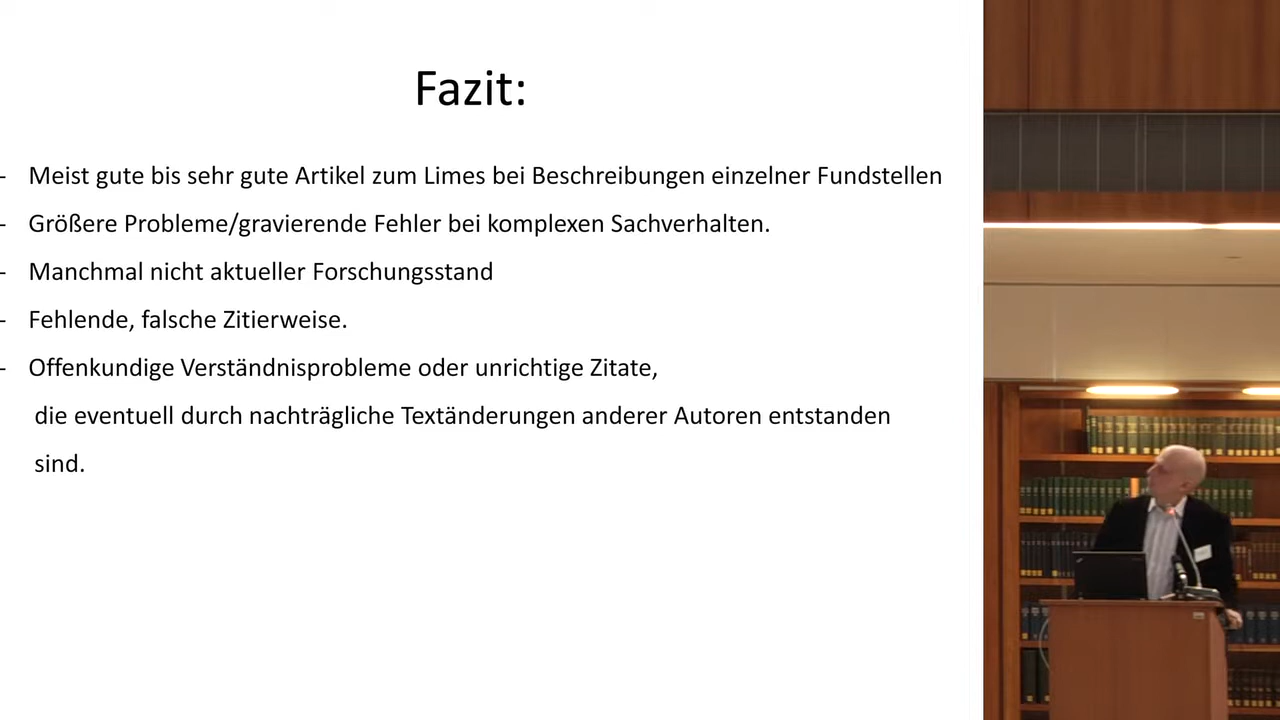 Fazit:
- Meist gute bis sehr gute Artikel zum Limes bei Beschreibungen einzelner Fundstellen
- Größere Probleme/gravierende Fehler bei komplexen Sachverhalten.
- Manchmal nicht aktueller Forschungsstand
- Fehlende, falsche Zitierweise.
- Offenkundige Verständnisprobleme oder unrichtige Zitate,
die eventuell durch nachträgliche Textänderungen anderer Autoren entstanden
sind.